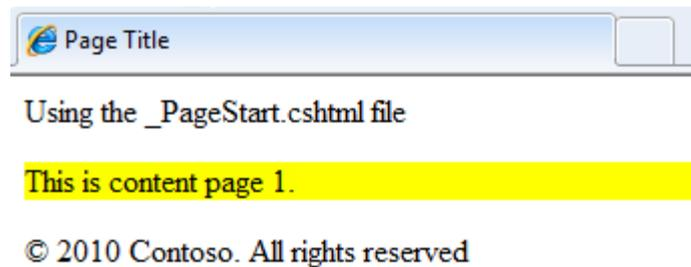 Page Title
Using the _PageStart.cshtml file
This is content page 1.
© 2010 Contoso. All rights reserved